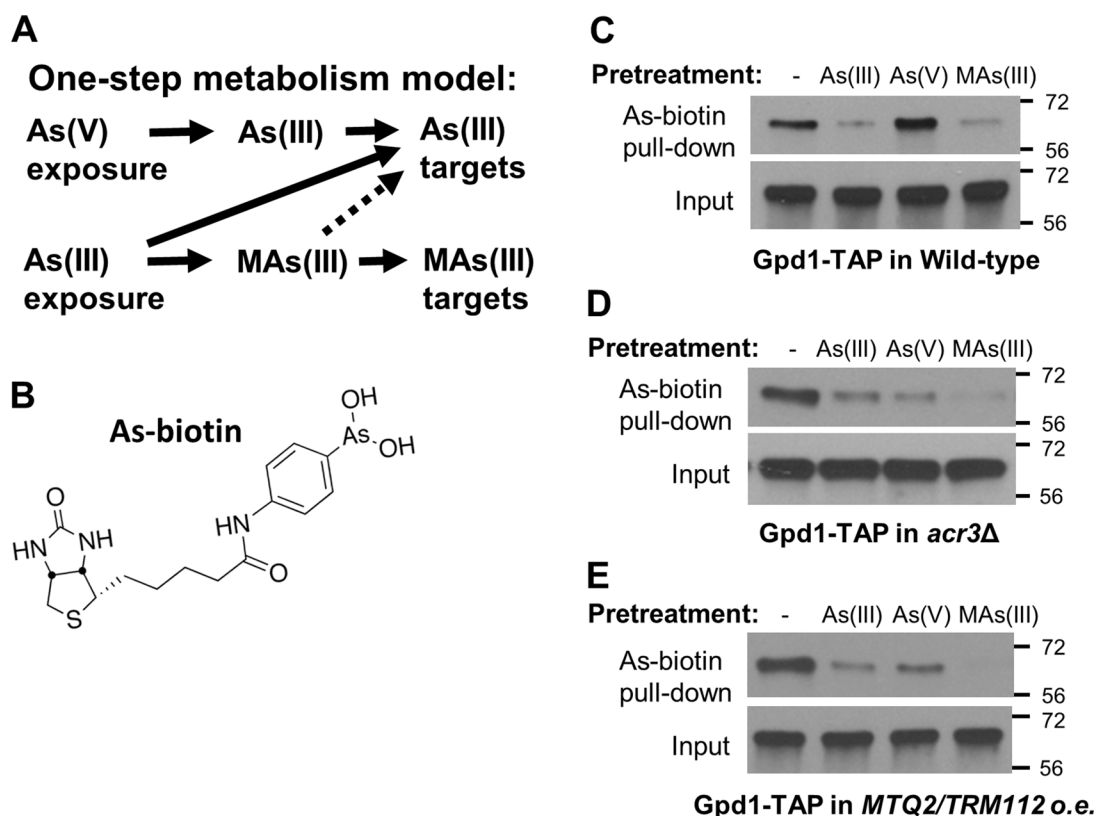 A
One-step metabolism model:
As(V) As(III) As(III)
exposure targets
As(III) MAs(III) MAs(III)
exposure targets
B
As-biotin
OH
As OH
O
HN NH
HN
O
S
C
Pretreatment: - As(III) As(V) MAs(III)
72
As-biotin
pull-down
56
72
Input
56
Gpd1-TAP in Wild-type
D
Pretreatment: - As(III) As(V) MAs(III)
72
As-biotin
pull-down
56
72
Input
56
Gpd1-TAP in acr3Δ
E
Pretreatment: - As(III) As(V) MAs(III)
72
As-biotin
pull-down
56
72
Input
56
Gpd1-TAP in MTQ2/TRM112 o.e.